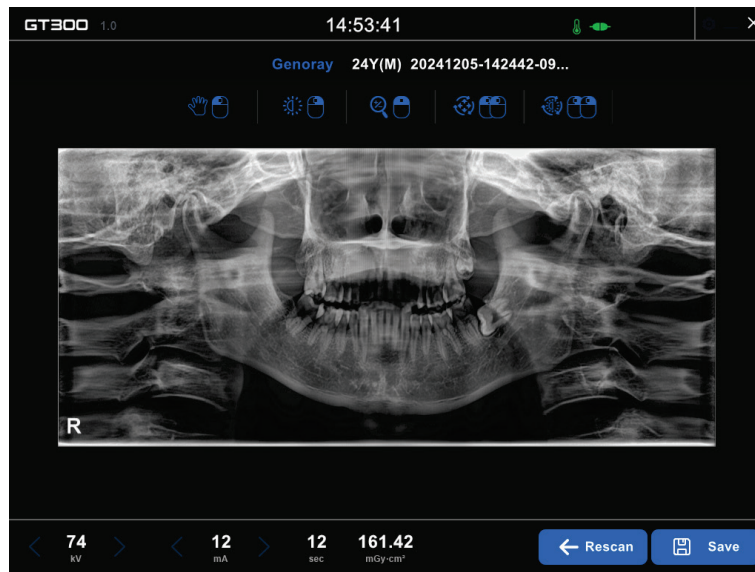 GT300 1.0 14:53:41
Genoray 24Y(M) 20241205-142442-09...
R
74 12 12 161.42
kV mA sec mGy·cm²
Rescan Save